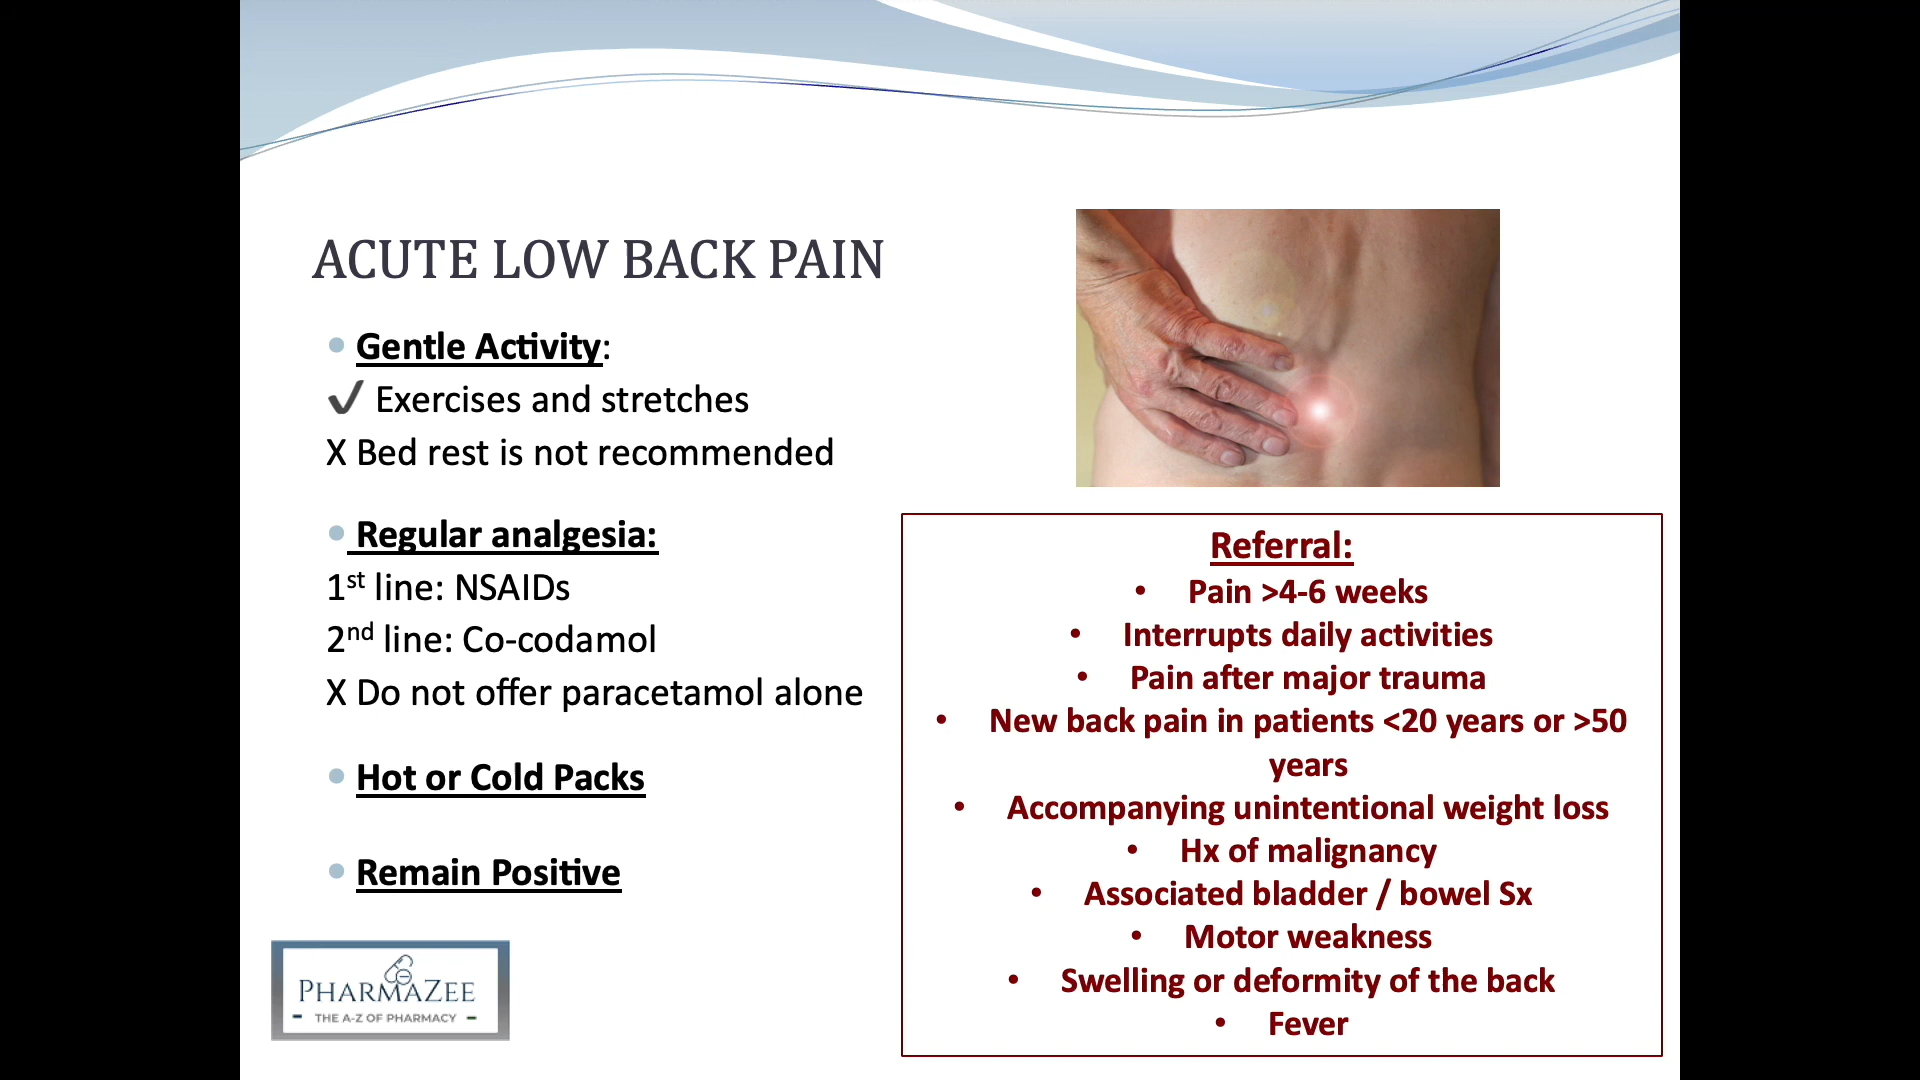 ACUTE LOW BACK PAIN
• Gentle Activity:
✔ Exercises and stretches
X Bed rest is not recommended
• Regular analgesia:
1st line: NSAIDs
2nd line: Co-codamol
X Do not offer paracetamol alone
• Hot or Cold Packs
• Remain Positive
PHARMAZEE
THE A-Z OF PHARMACY
Referral:
• Pain >4-6 weeks
• Interrupts daily activities
• Pain after major trauma
• New back pain in patients <20 years or >50
years
• Accompanying unintentional weight loss
• Hx of malignancy
• Associated bladder / bowel Sx
• Motor weakness
• Swelling or deformity of the back
• Fever